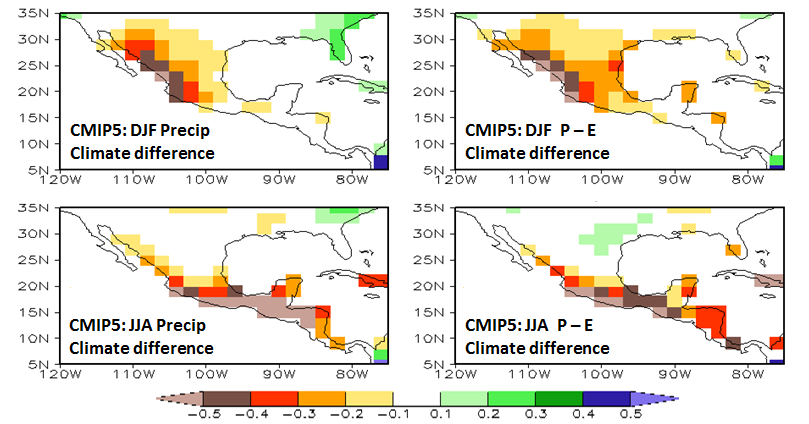 35N 35N
30N 30N
25N 25N
20N 20N
15N 15N
10N 10N
5N 5N
CMIP5: DJF Precip
Climate difference
CMIP5: DJF P – E
Climate difference
120W 110W 100W 90W 80W 120W 110W 100W 90W 80W
35N 35N
30N 30N
25N 25N
20N 20N
15N 15N
10N 10N
5N 5N
CMIP5: JJA Precip
Climate difference
CMIP5: JJA P – E
Climate difference
120W 110W 100W 90W 80W 120W 110W 100W 90W 80W
-0.5 -0.4 -0.3 -0.2 -0.1 0.1 0.2 0.3 0.4 0.5